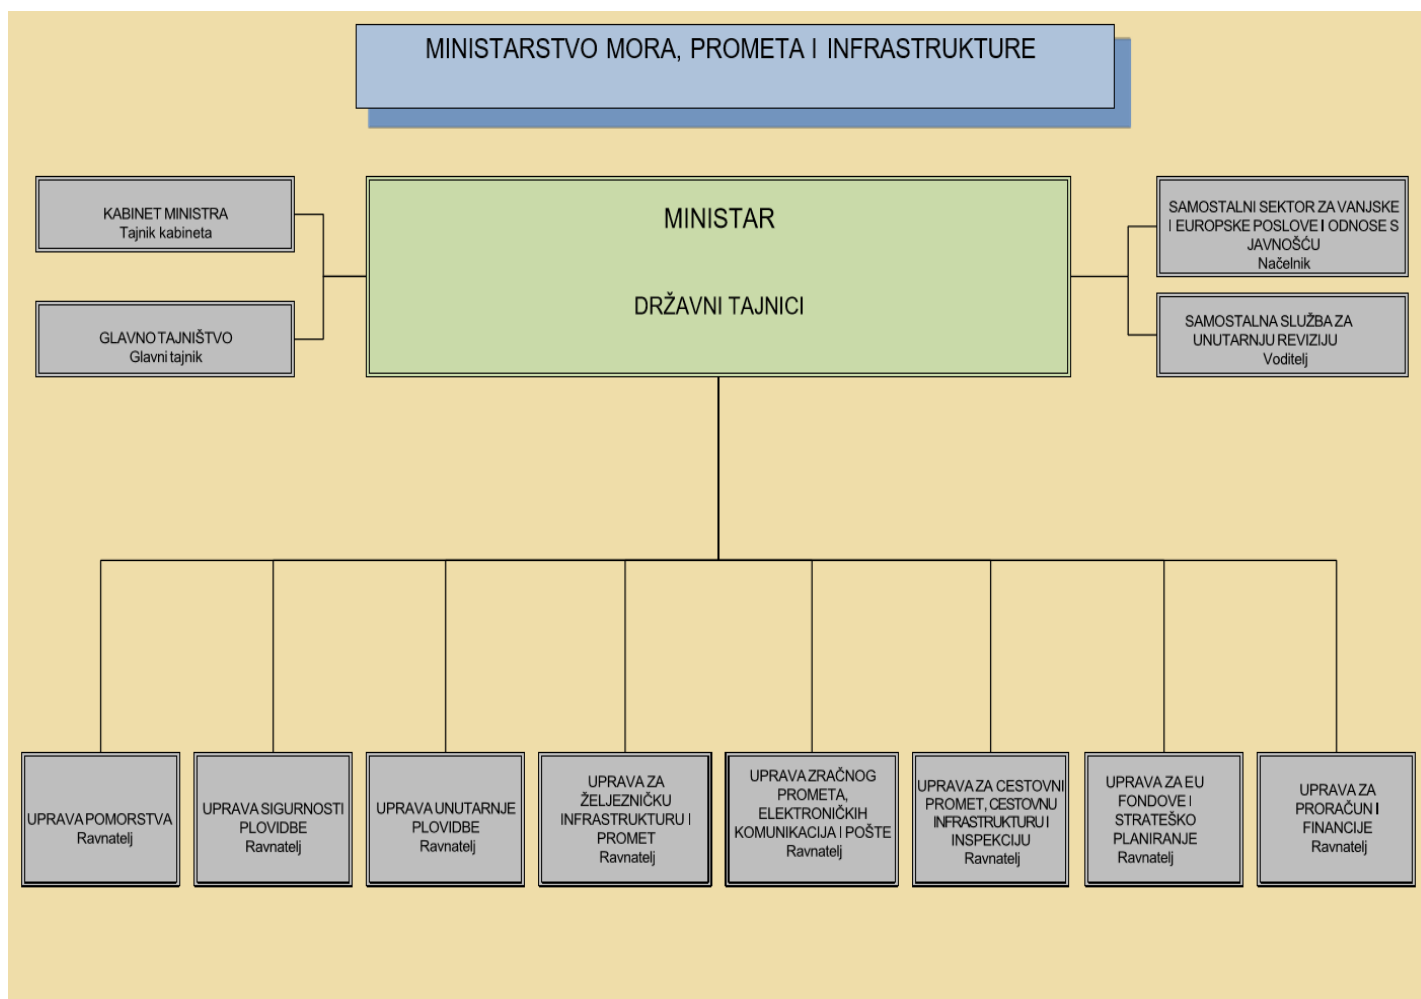 MINISTARSTVO MORA, PROMETA I INFRASTRUKTURE
KABINET MINISTRA
Tajnik kabineta
GLAVNO TAJNIŠTVO
Glavni tajnik
MINISTAR
DRŽAVNI TAJNICI
SAMOSTALNI SEKTOR ZA VANJSKE
I EUROPSKE POSLOVE I ODNOSE S
JAVNOŠĆU
Načelnik
SAMOSTALNA SLUŽBA ZA
UNUTARNJU REVIZIJU
Voditelj
UPRAVA POMORSTVA
Ravnatelj
UPRAVA SIGURNOSTI
PLOVIDBE
Ravnatelj
UPRAVA UNUTARNJE
PLOVIDBE
Ravnatelj
UPRAVA ZA
ŽELJEZNIČKU
INFRASTRUKTURU I
PROMET
Ravnatelj
UPRAVA ZRAČNOG
PROMETA,
ELEKTRONIČKIH
KOMUNIKACIJA I POŠTE
Ravnatelj
UPRAVA ZA CESTOVNI
PROMET, CESTOVNU
INFRASTRUKTURU I
INSPEKCIJU
Ravnatelj
UPRAVA ZA EU
FONDOVE I
STRATEŠKO
PLANIRANJE
Ravnatelj
UPRAVA ZA
PRORAČUN I
FINANCIJE
Ravnatelj